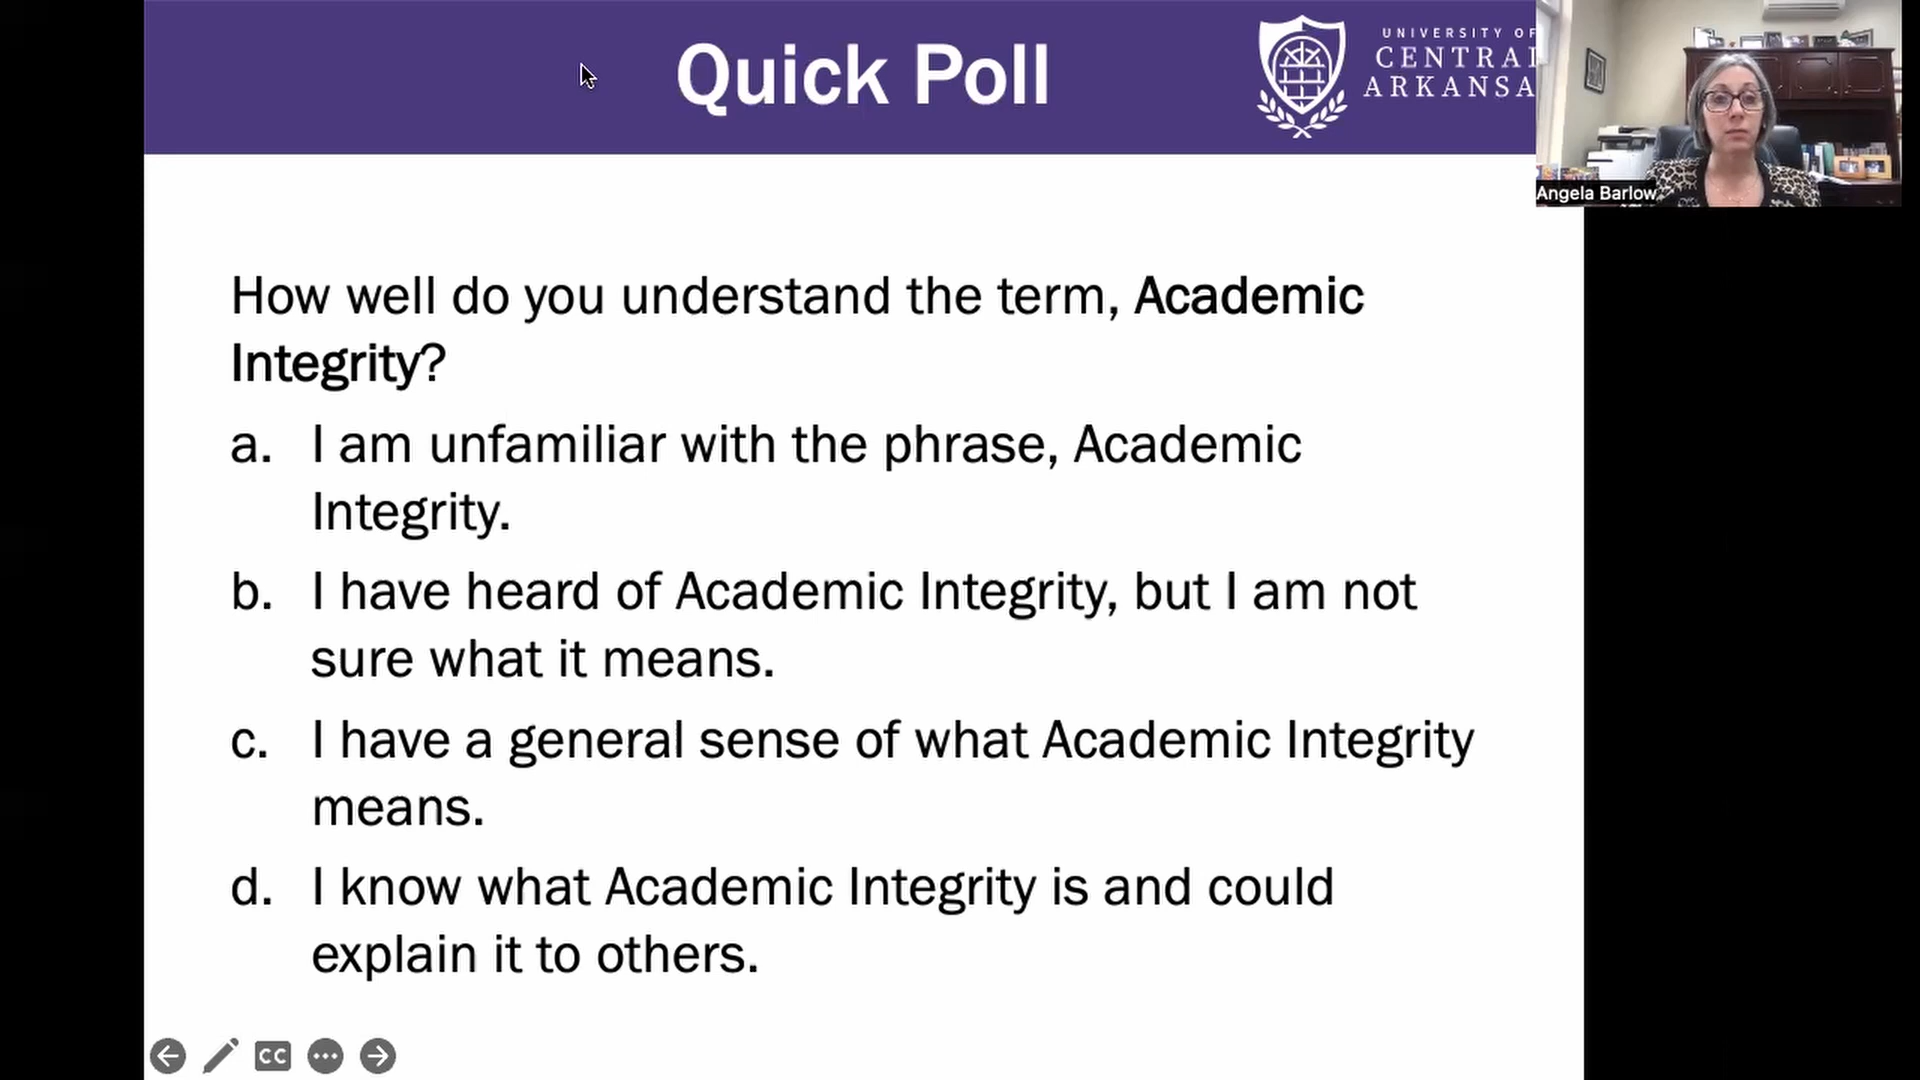 Quick Poll
UNIVERSITY OF
CENTRAL
ARKANSA
Angela Barlow
How well do you understand the term, Academic
Integrity?
a. I am unfamiliar with the phrase, Academic
Integrity.
b. I have heard of Academic Integrity, but I am not
sure what it means.
c. I have a general sense of what Academic Integrity
means.
d. I know what Academic Integrity is and could
explain it to others.
CC